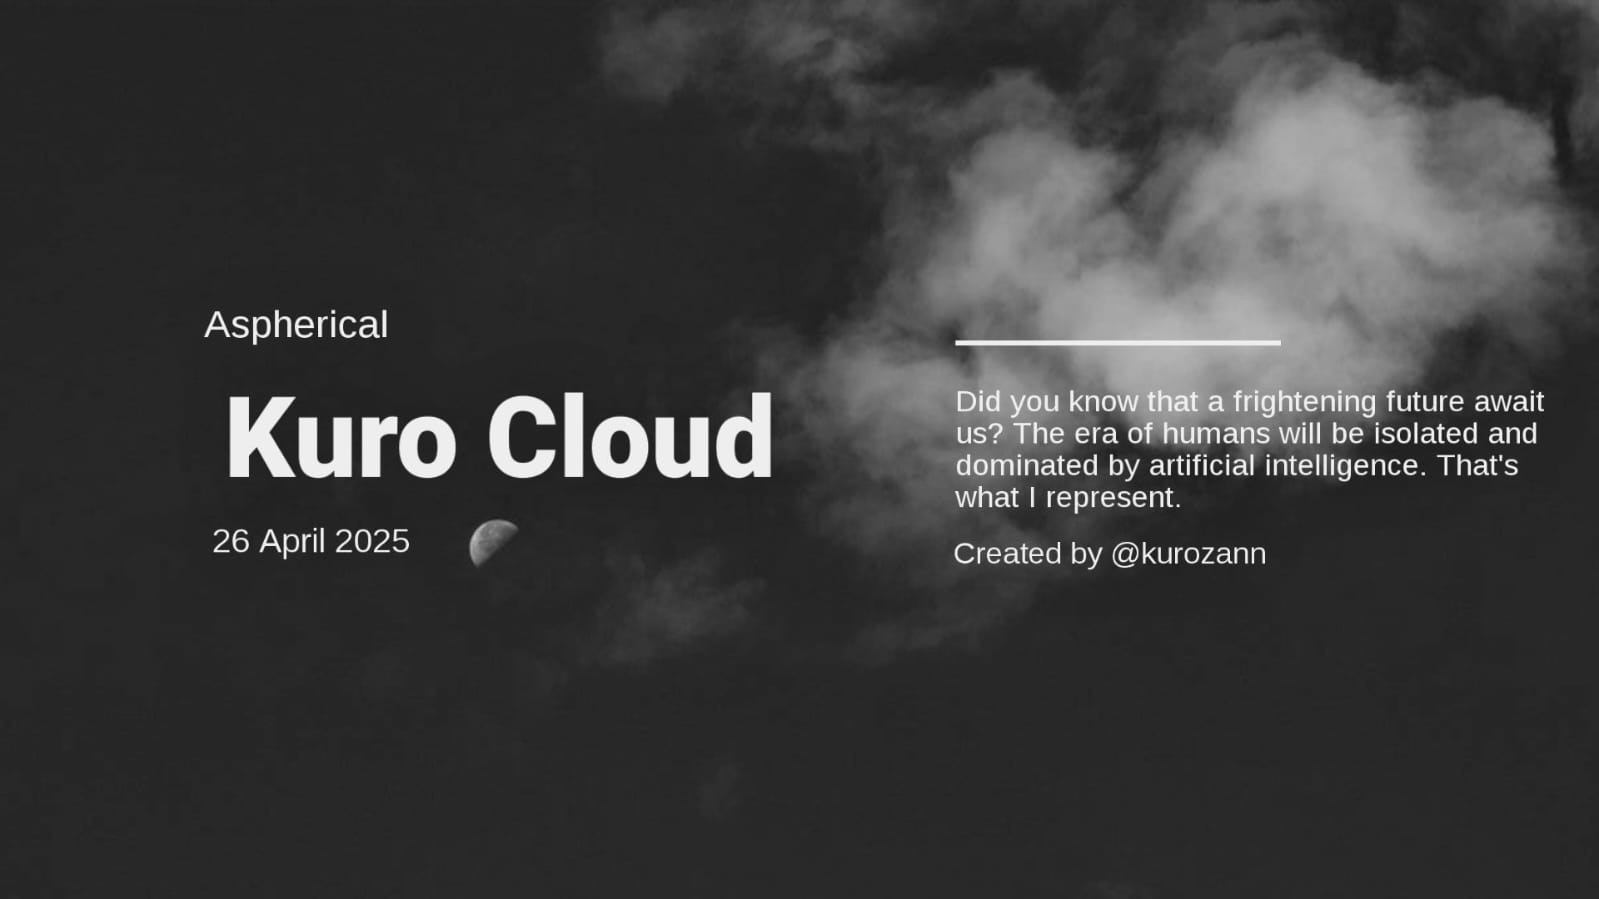 Aspherical
Kuro Cloud
26 April 2025
Did you know that a frightening future await
us? The era of humans will be isolated and
dominated by artificial intelligence. That's
what I represent.
Created by @kurozann